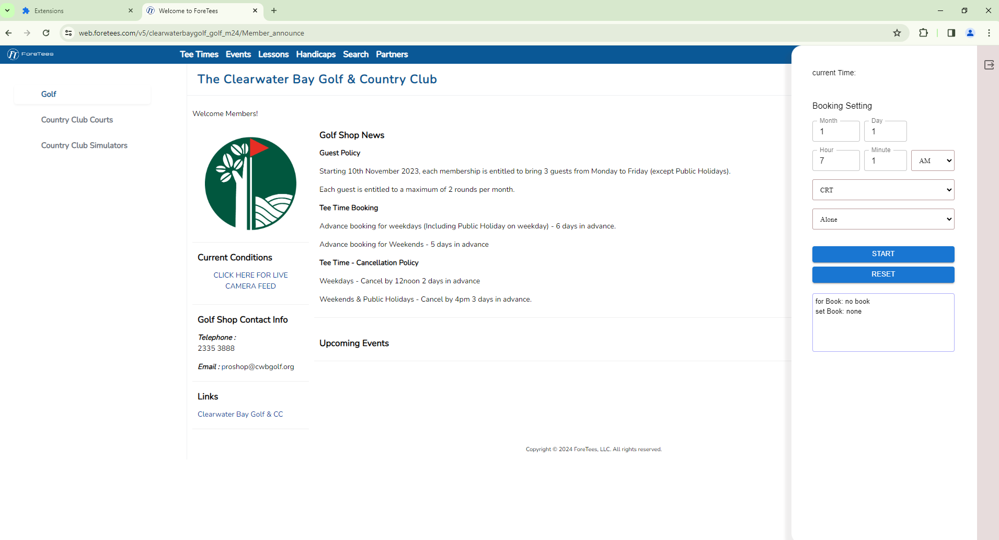 Extensions
Welcome to ForeTees
web.foretees.com/v5/clearwaterbaygolf_golf_m24/Member_announce
FT ForeTees
Tee Times Events Lessons Handicaps Search Partners
Golf
Country Club Courts
Country Club Simulators
The Clearwater Bay Golf & Country Club
Welcome Members!
Current Conditions
CLICK HERE FOR LIVE
CAMERA FEED
Golf Shop Contact Info
Telephone :
2335 3888
Email : proshop@cwbgolf.org
Links
Clearwater Bay Golf & CC
Golf Shop News
Guest Policy
Starting 10th November 2023, each membership is entitled to bring 3 guests from Monday to Friday (except Public Holidays).
Each guest is entitled to a maximum of 2 rounds per month.
Tee Time Booking
Advance booking for weekdays (Including Public Holiday on weekday) - 6 days in advance.
Advance booking for Weekends - 5 days in advance
Tee Time - Cancellation Policy
Weekdays - Cancel by 12noon 2 days in advance
Weekends & Public Holidays - Cancel by 4pm 3 days in advance.
Upcoming Events
Copyright © 2024 ForeTees, LLC. All rights reserved.
current Time:
Booking Setting
Month Day
1 1
Hour Minute
7 1 AM
CRT
Alone
START
RESET
for Book: no book
set Book: none